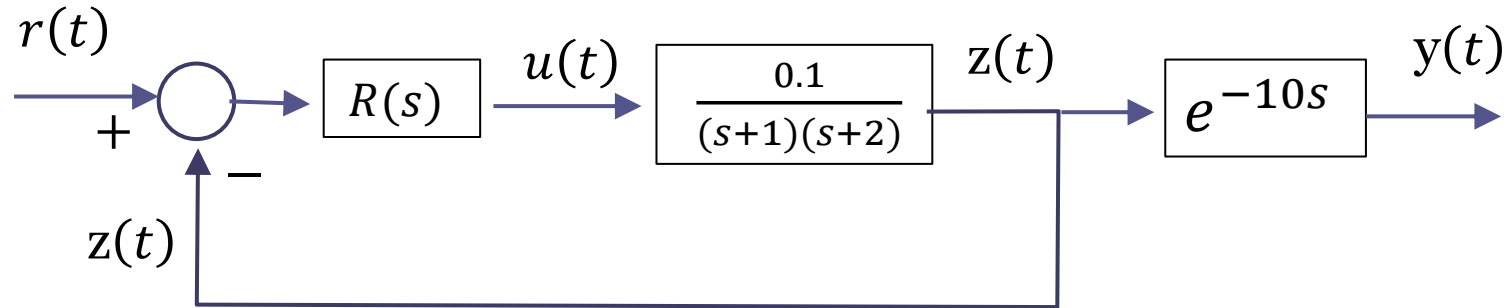 r(t)
+
−
R(s)
u(t)
0.1
(s+1)(s+2)
z(t)
e^{−10s}
y(t)
z(t)